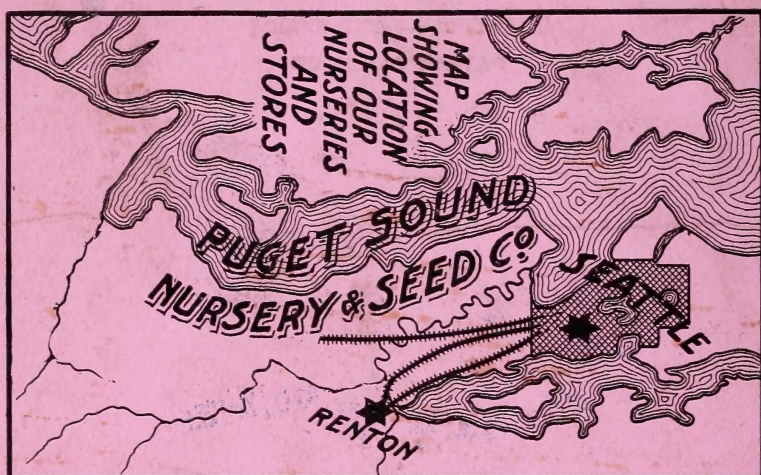 MAP
SHOWING
LOCATION
OF OUR
NURSERIES
AND
STORES
PUGET SOUND
NURSERY & SEED Co.
SEATTLE
RENTON